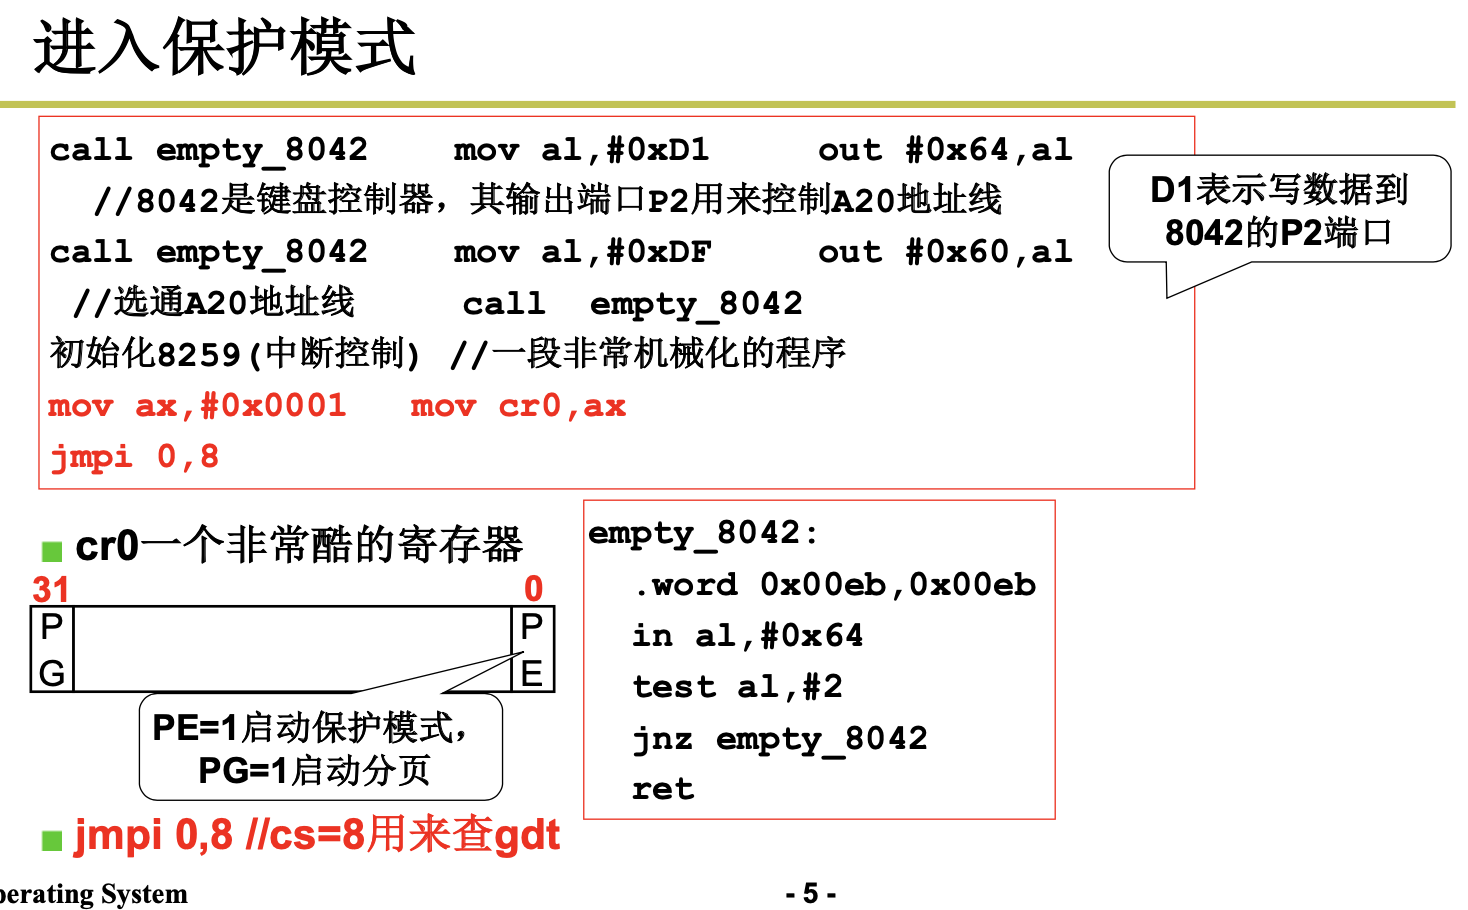 进入保护模式
call empty_8042 mov al,#0xD1 out #0x64,al
//8042是键盘控制器，其输出端口P2用来控制A20地址线
call empty_8042 mov al,#0xDF out #0x60,al
//选通A20地址线 call empty_8042
初始化8259(中断控制) //一段非常机械化的程序
mov ax,#0x0001 mov cr0,ax
jmpi 0,8
D1表示写数据到
8042的P2端口
cr0一个非常酷的寄存器
31 0
P P
G E
PE=1启动保护模式，
PG=1启动分页
jmpi 0,8 //cs=8用来查gdt
empty_8042:
.word 0x00eb,0x00eb
in al,#0x64
test al,#2
jnz empty_8042
ret
perating System
- 5 -